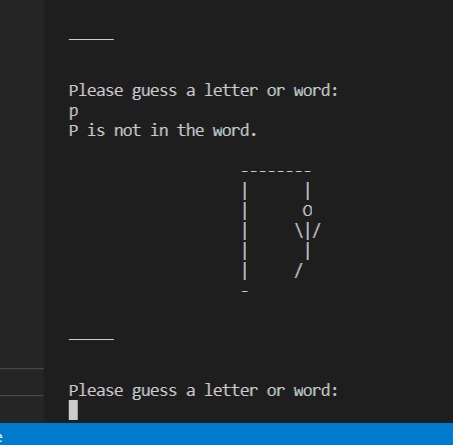 _____
Please guess a letter or word:
p
P is not in the word.
--------
|      |
|      O
|     \|/
|      |
|     /
-
_____
Please guess a letter or word:
e